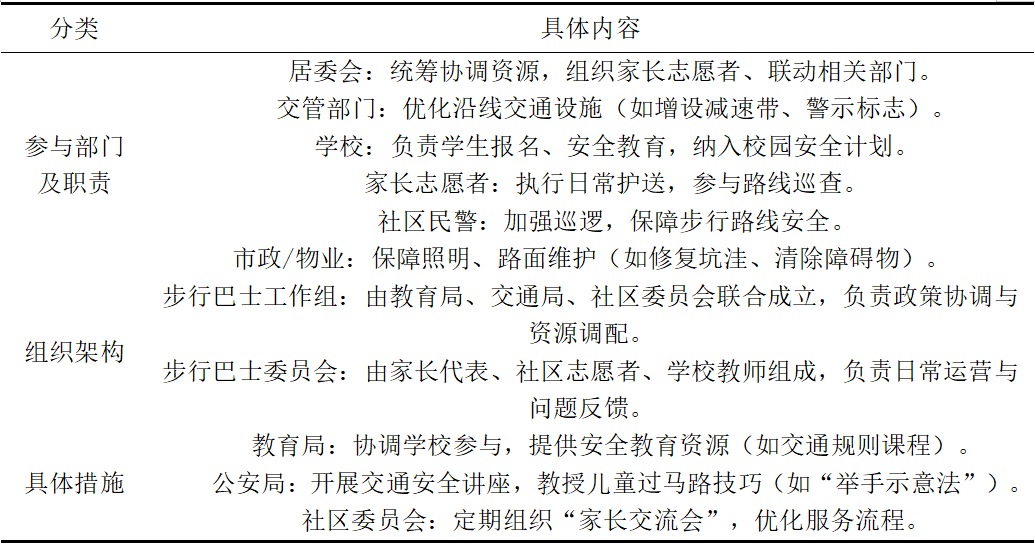 分类 具体内容
居委会：统筹协调资源，组织家长志愿者、联动相关部门。
交管部门：优化沿线交通设施（如增设减速带、警示标志）。
参与部门 学校：负责学生报名、安全教育，纳入校园安全计划。
及职责 家长志愿者：执行日常护送，参与路线巡查。
社区民警：加强巡逻，保障步行路线安全。
市政/物业：保障照明、路面维护（如修复坑洼、清除障碍物）。
步行巴士工作组：由教育局、交通局、社区委员会联合成立，负责政策协调与
资源调配。
组织架构
步行巴士委员会：由家长代表、社区志愿者、学校教师组成，负责日常运营与
问题反馈。
教育局：协调学校参与，提供安全教育资源（如交通规则课程）
具体措施 公安局：开展交通安全讲座，教授儿童过马路技巧（如“举手示意法”）。
社区委员会：定期组织“家长交流会”，优化服务流程。